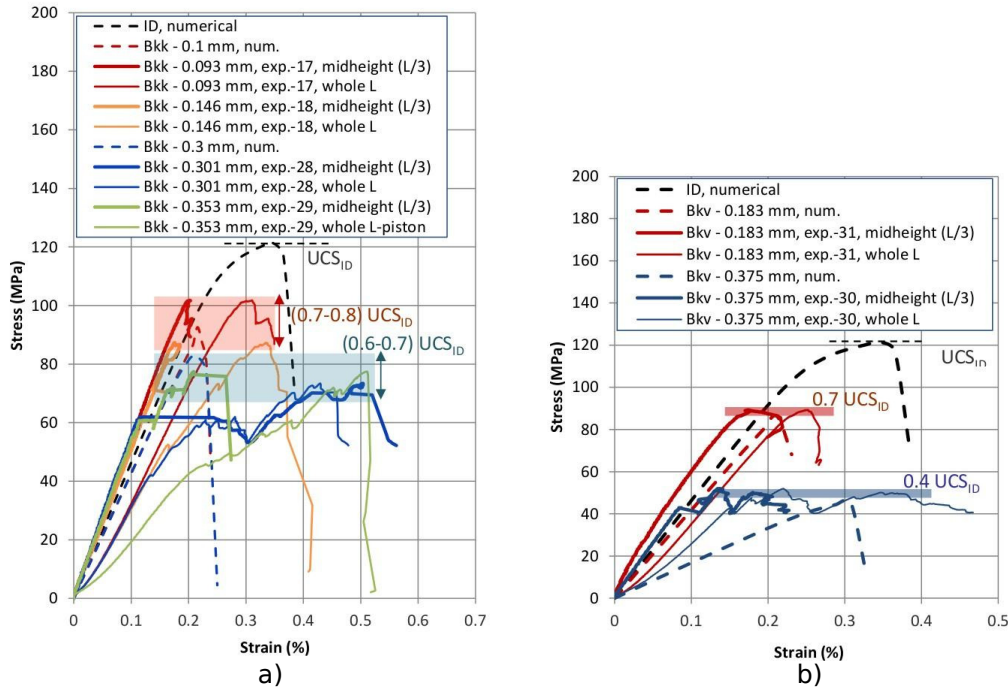 200
180
160
140
120
100
80
60
40
20
0
Stress (MPa)
ID, numerical
Bkk - 0.1 mm, num.
Bkk - 0.093 mm, exp.-17, midheight (L/3)
Bkk - 0.093 mm, exp.-17, whole L
Bkk - 0.146 mm, exp.-18, midheight (L/3)
Bkk - 0.146 mm, exp.-18, whole L
Bkk - 0.3 mm, num.
Bkk - 0.301 mm, exp.-28, midheight (L/3)
Bkk - 0.301 mm, exp.-28, whole L
Bkk - 0.353 mm, exp.-29, midheight (L/3)
Bkk - 0.353 mm, exp.-29, whole L-piston
UCS_ID
(0.7-0.8) UCS_ID
(0.6-0.7) UCS_ID
0 0.1 0.2 0.3 0.4 0.5 0.6 0.7
Strain (%)
a)
200
180
160
140
120
100
80
60
40
20
0
Stress (MPa)
ID, numerical
Bkv - 0.183 mm, num.
Bkv - 0.183 mm, exp.-31, midheight (L/3)
Bkv - 0.183 mm, exp.-31, whole L
Bkv - 0.375 mm, num.
Bkv - 0.375 mm, exp.-30, midheight (L/3)
Bkv - 0.375 mm, exp.-30, whole L
UCS_ID
0.7 UCS_ID
0.4 UCS_ID
0 0.1 0.2 0.3 0.4 0.5
Strain (%)
b)